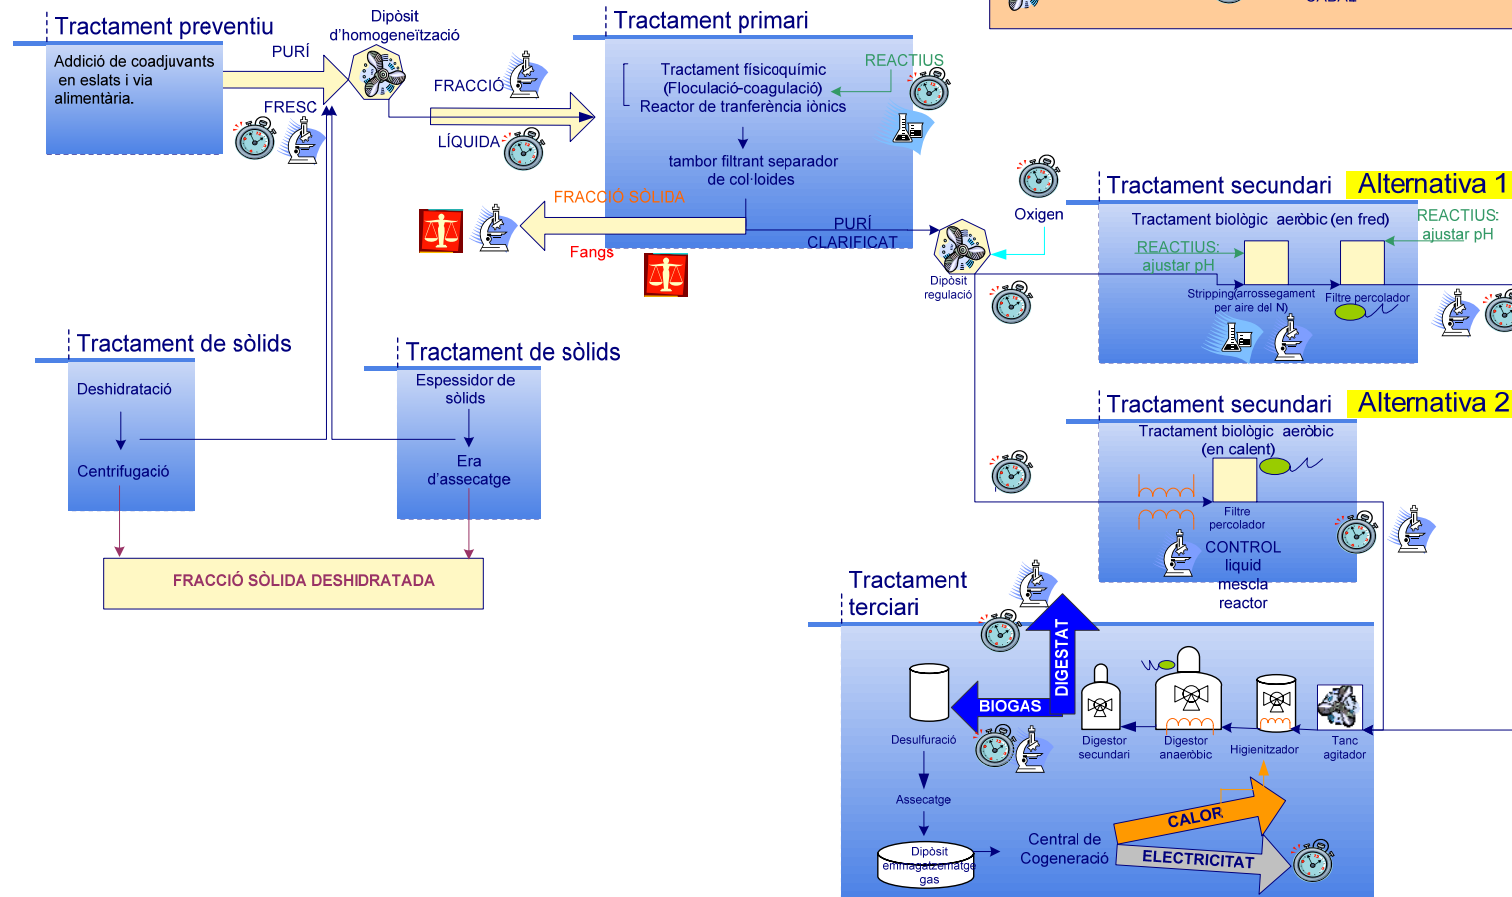 Tractament preventiu
Addició de coadjuvants
en eslats i via
alimentària.
PURÍ
FRESC
Dipòsit
d'homogeneïtzació
FRACCIÓ
LÍQUIDA
Tractament primari
Tractament físicoquímic
(Floculació-coagulació)
Reactor de tranferència iònics
REACTIUS
tambor filtrant separador
de col·loides
FRACCIÓ SÒLIDA
Fangs
PURÍ
CLARIFICAT
Oxigen
Dipòsit
regulació
Tractament secundari
Alternativa 1
Tractament biològic aeròbic (en fred)
REACTIUS:
ajustar pH
REACTIUS:
ajustar pH
Stripping(arrossegament
per aire del N)
Filtre percolador
Tractament de sòlids
Deshidratació
Centrifugació
Tractament de sòlids
Espessidor de
sòlids
Era
d'assecatge
FRACCIÓ SÒLIDA DESHIDRATADA
Tractament secundari
Alternativa 2
Tractament biològic aeròbic
(en calent)
Filtre
percolador
CONTROL
liquid
mescla
reactor
Tractament
terciari
DIGESTAT
BIOGAS
Desulfuració
Digestor
secundari
Digestor
anaeròbic
Higienitzador
Tanc
agitador
Assecatge
Dipòsit
emmagatzematge
gas
Central de
Cogeneració
CALOR
ELECTRICITAT